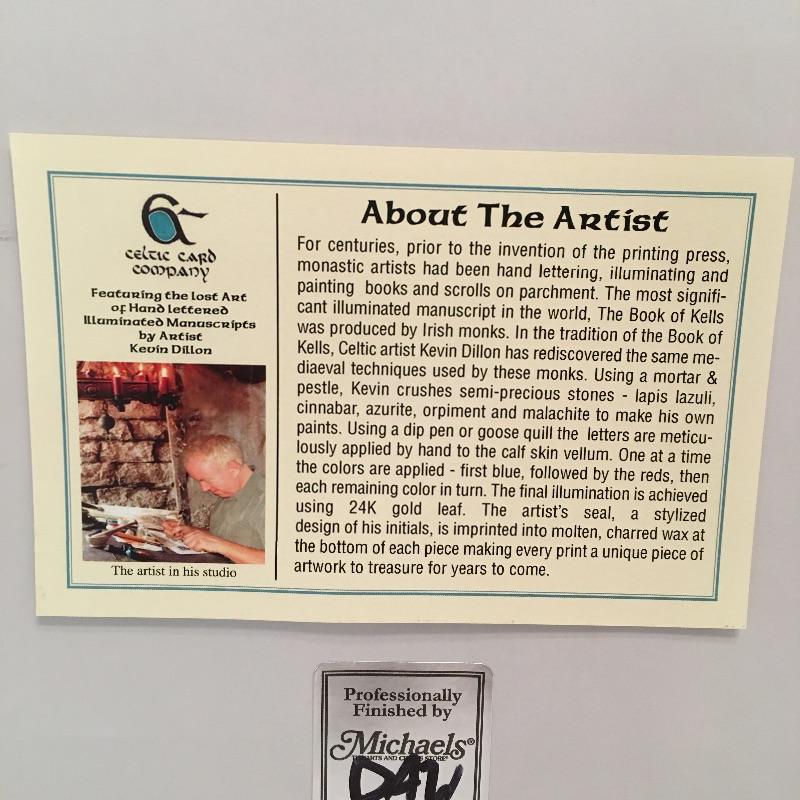 Celtic Card
Company
Featuring the lost Art
of Hand lettered
Illuminated Manuscripts
by Artist
Kevin Dillon
The artist in his studio
About The Artist
For centuries, prior to the invention of the printing press,
monastic artists had been hand lettering, illuminating and
painting books and scrolls on parchment. The most signifi-
cant illuminated manuscript in the world, The Book of Kells
was produced by Irish monks. In the tradition of the Book of
Kells, Celtic artist Kevin Dillon has rediscovered the same me-
diaeval techniques used by these monks. Using a mortar &
pestle, Kevin crushes semi-precious stones - lapis lazuli,
cinnabar, azurite, orpiment and malachite to make his own
paints. Using a dip pen or goose quill the letters are meticu-
lously applied by hand to the calf skin vellum. One at a time
the colors are applied - first blue, followed by the reds, then
each remaining color in turn. The final illumination is achieved
using 24K gold leaf. The artist's seal, a stylized
design of his initials, is imprinted into molten, charred wax at
the bottom of each piece making every print a unique piece of
artwork to treasure for years to come.
Professionally
Finished by
Michaels®
ARTS AND STORE®